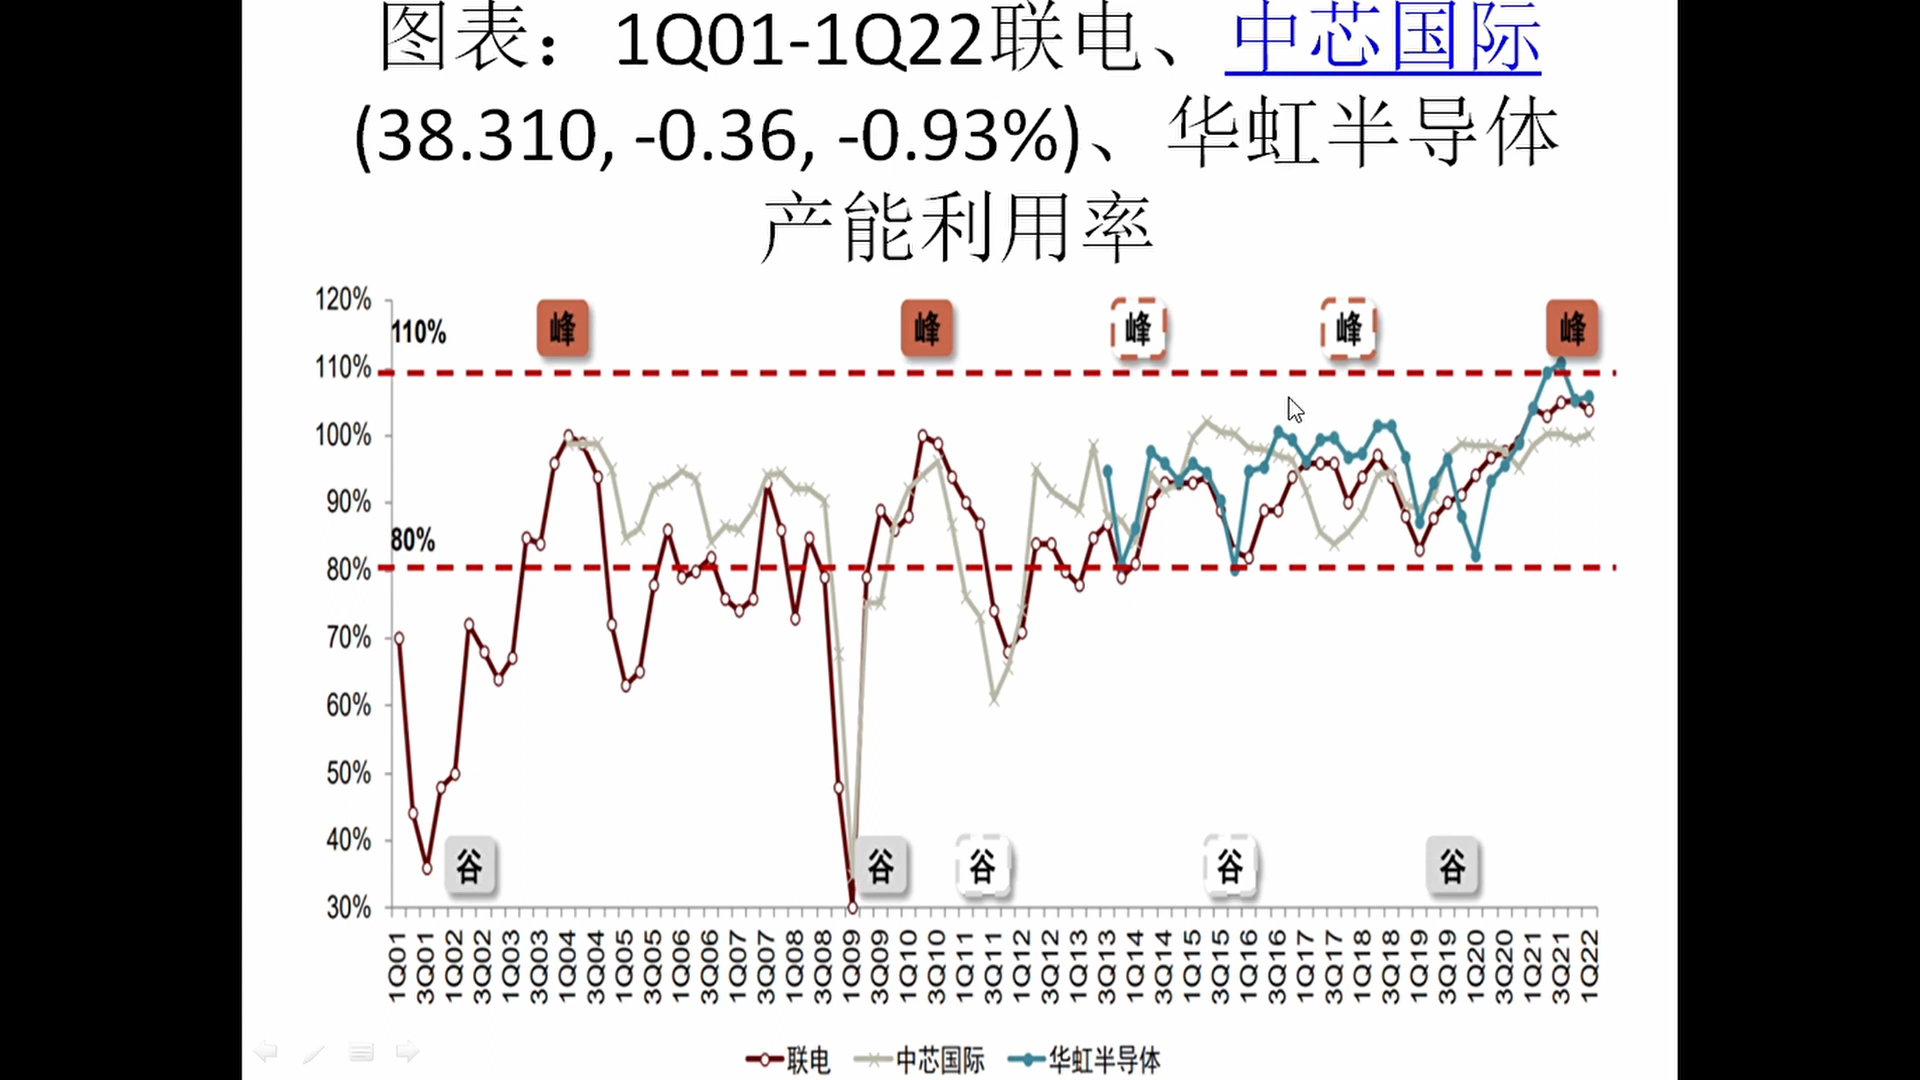 图表：1Q01-1Q22联电、中芯国际
(38.310, -0.36, -0.93%)、华虹半导体
产能利用率
120%
110%
峰 峰 峰 峰 峰
110%
100%
90%
80%
80%
70%
60%
50%
40%
谷 谷 谷 谷 谷
30%
1Q01 3Q01 1Q02 3Q02 1Q03 3Q03 1Q04 3Q04 1Q05 3Q05 1Q06 3Q06 1Q07 3Q07 1Q08 3Q08 1Q09 3Q09 1Q10 3Q10 1Q11 3Q11 1Q12 3Q12 1Q13 3Q13 1Q14 3Q14 1Q15 3Q15 1Q16 3Q16 1Q17 3Q17 1Q18 3Q18 1Q19 3Q19 1Q20 3Q20 1Q21 3Q21 1Q22
联电 中芯国际 华虹半导体